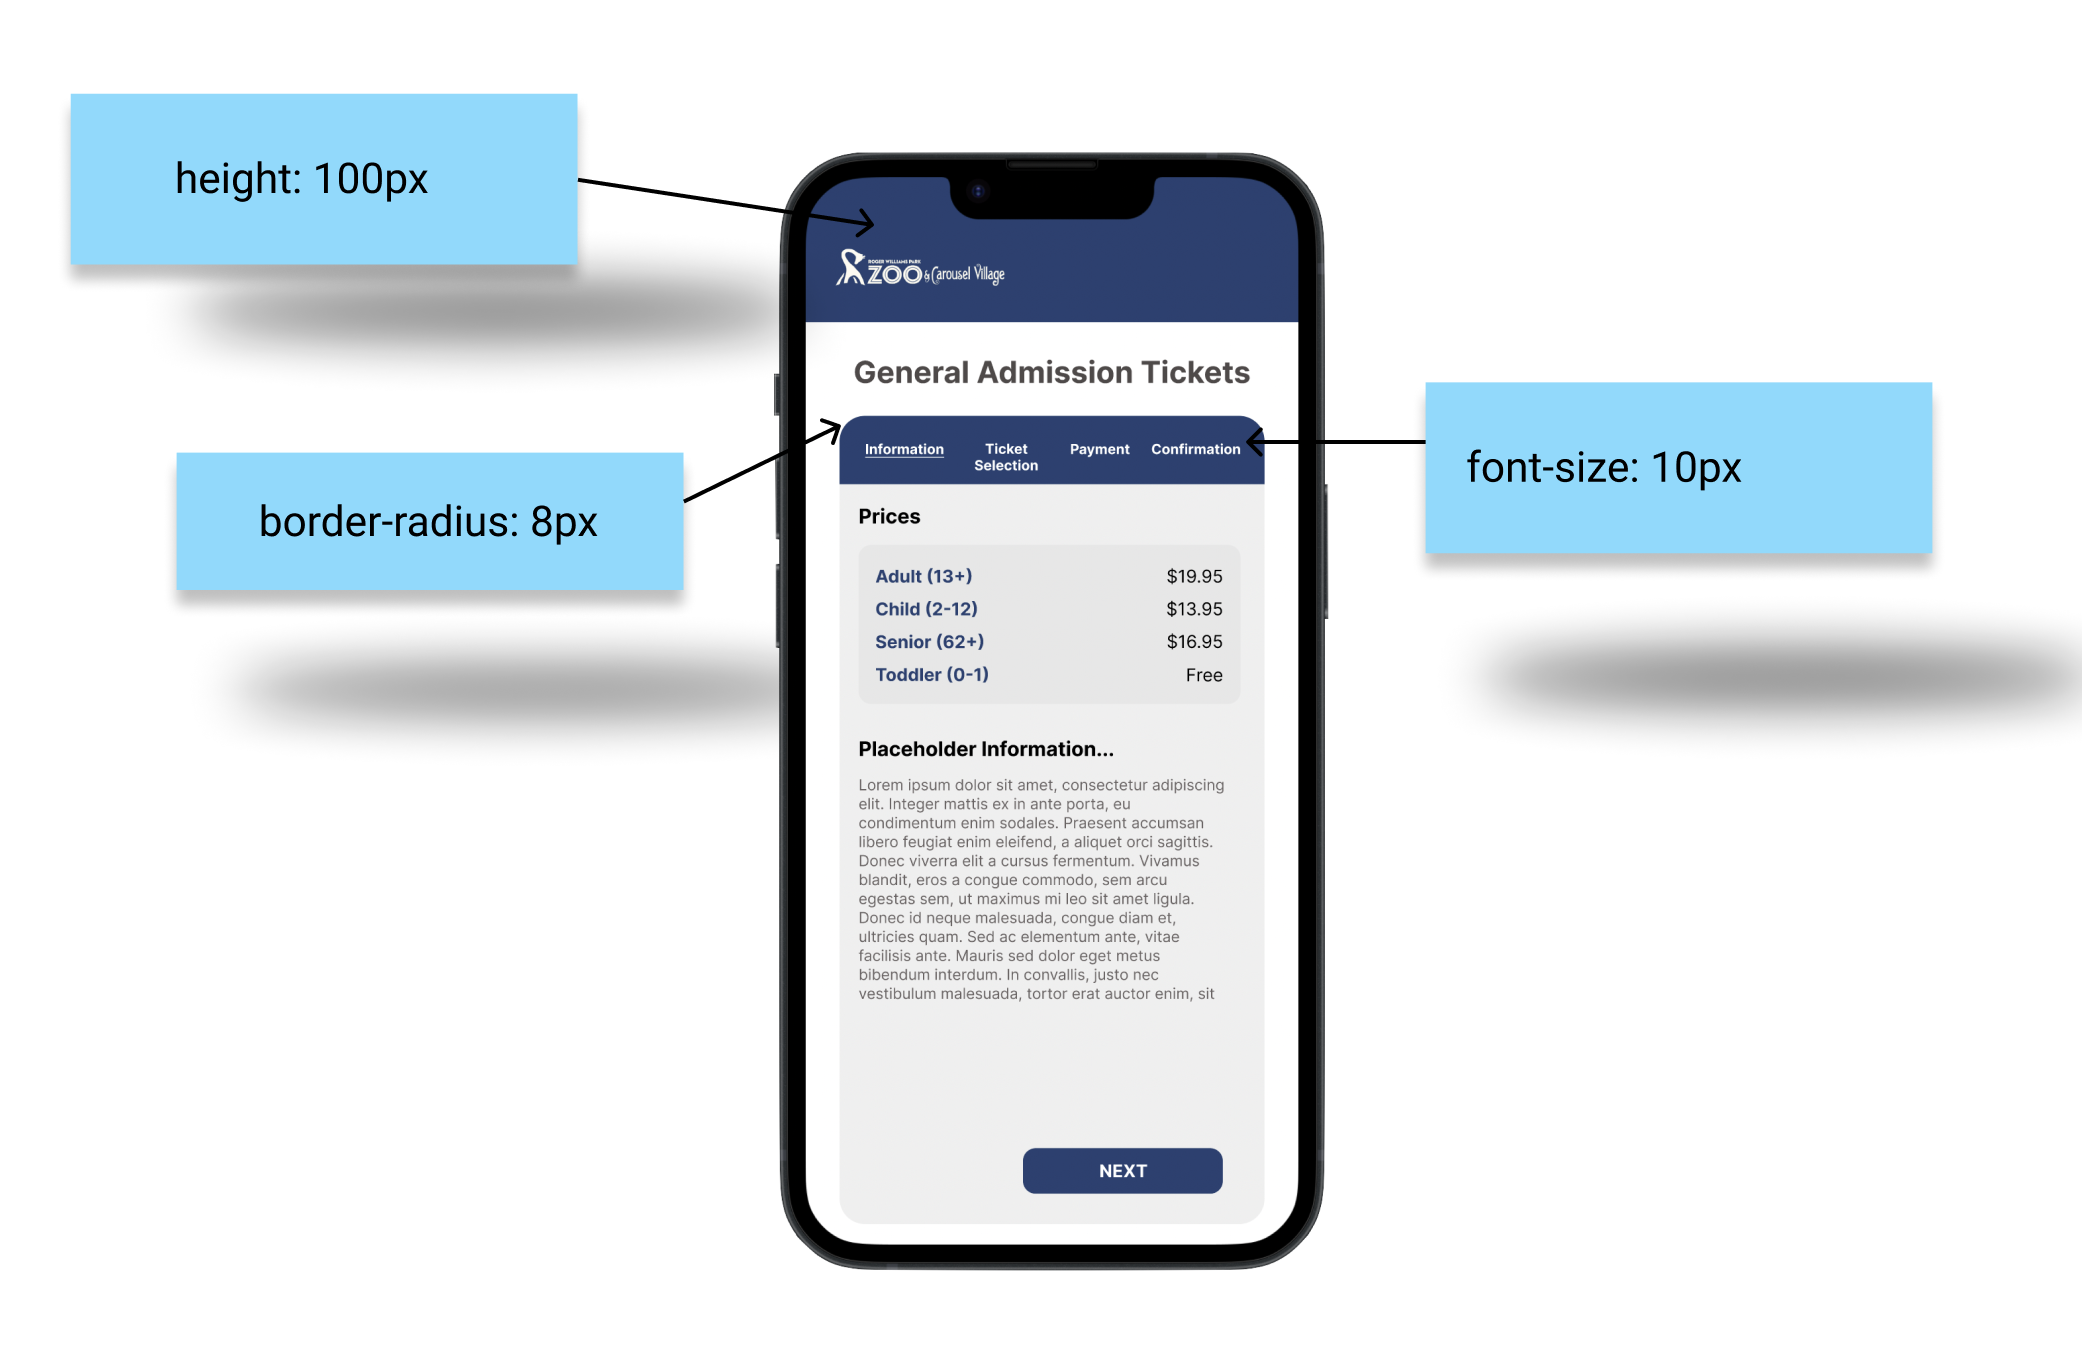 height: 100px
ROGER WILLIAMS PARK
ZOO & Carousel Village
General Admission Tickets
border-radius: 8px
font-size: 10px
Information
Ticket
Selection
Payment
Confirmation
Prices
Adult (13+) $19.95
Child (2-12) $13.95
Senior (62+) $16.95
Toddler (0-1) Free
Placeholder Information...
Lorem ipsum dolor sit amet, consectetur adipiscing
elit. Integer mattis ex in ante porta, eu
condimentum enim sodales. Praesent accumsan
libero feugiat enim eleifend, a aliquet orci sagittis.
Donec viverra elit a cursus fermentum. Vivamus
blandit, eros a congue commodo, sem arcu
egestas sem, ut maximus mi leo sit amet ligula.
Donec id neque malesuada, congue diam et,
ultricies quam. Sed ac elementum ante, vitae
facilisis ante. Mauris sed dolor eget metus
bibendum interdum. In convallis, justo nec
vestibulum malesuada, tortor erat auctor enim, sit
NEXT